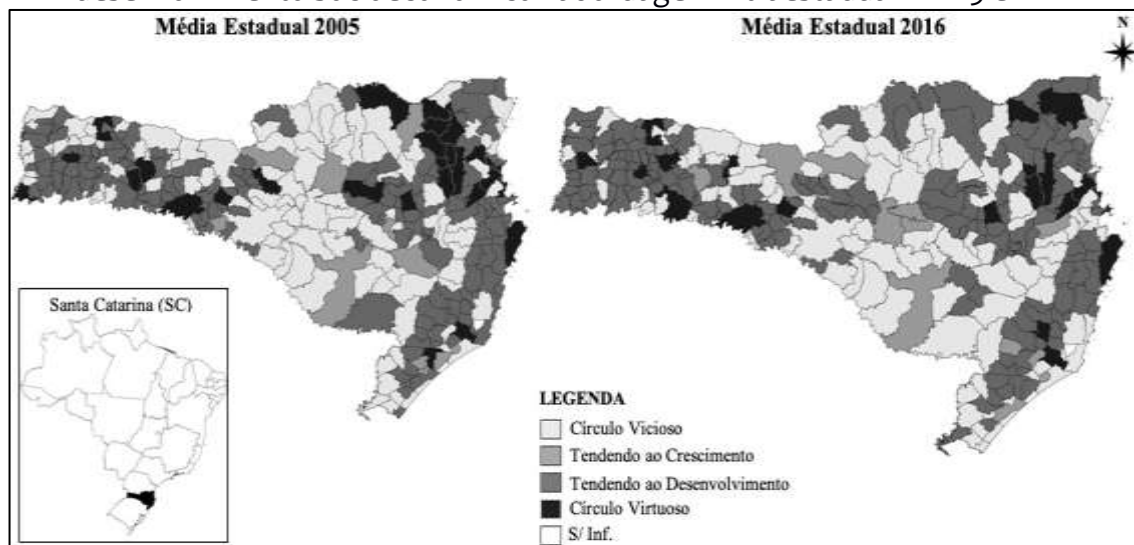 Média Estadual 2005
Média Estadual 2016
N
Santa Catarina (SC)
LEGENDA
Círculo Vicioso
Tendendo ao Crescimento
Tendendo ao Desenvolvimento
Círculo Virtuoso
S/ Inf.